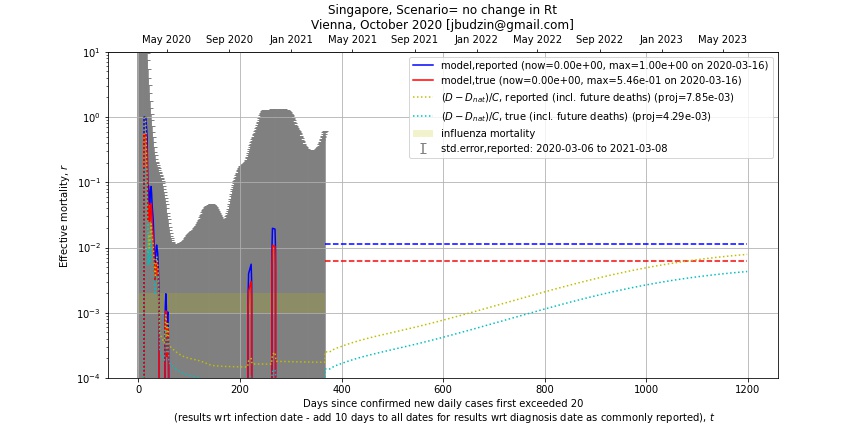 Singapore, Scenario= no change in Rt
Vienna, October 2020 [jbudzin@gmail.com]
May 2020 Sep 2020 Jan 2021 May 2021 Sep 2021 Jan 2022 May 2022 Sep 2022 Jan 2023 May 2023
model,reported (now=0.00e+00, max=1.00e+00 on 2020-03-16)
model,true (now=0.00e+00, max=5.46e-01 on 2020-03-16)
(D − D_nat)/C, reported (incl. future deaths) (proj=7.85e-03)
(D − D_nat)/C, true (incl. future deaths) (proj=4.29e-03)
influenza mortality
std.error,reported: 2020-03-06 to 2021-03-08
Effective mortality, r
10^1
10^0
10^−1
10^−2
10^−3
10^−4
0 200 400 600 800 1000 1200
Days since confirmed new daily cases first exceeded 20
(results wrt infection date - add 10 days to all dates for results wrt diagnosis date as commonly reported), t